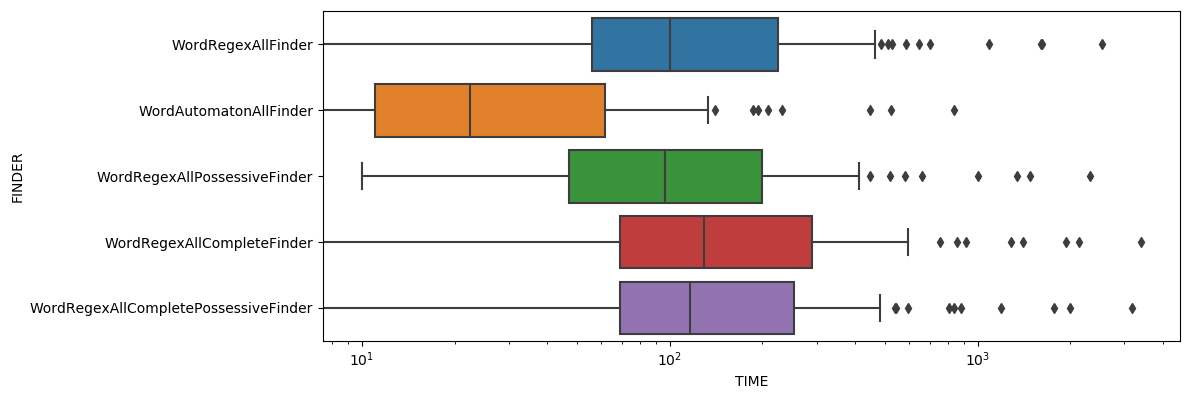 FINDER
WordRegexAllFinder
WordAutomatonAllFinder
WordRegexAllPossessiveFinder
WordRegexAllCompleteFinder
WordRegexAllCompletePossessiveFinder
10¹ 10² 10³
TIME